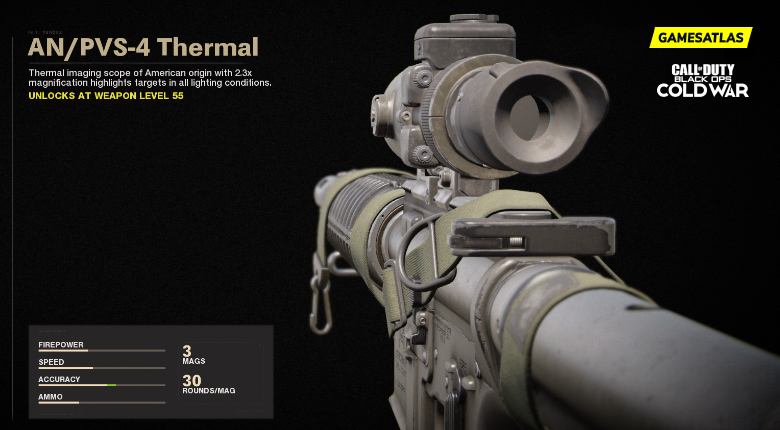 AN/PVS-4 Thermal
Thermal imaging scope of American origin with 2.3x
magnification highlights targets in all lighting conditions.
UNLOCKS AT WEAPON LEVEL 55
GAMESATLAS
CALL OF DUTY
BLACK OPS
COLD WAR
FIREPOWER
SPEED
ACCURACY
AMMO
3
MAGS
30
ROUNDS/MAG